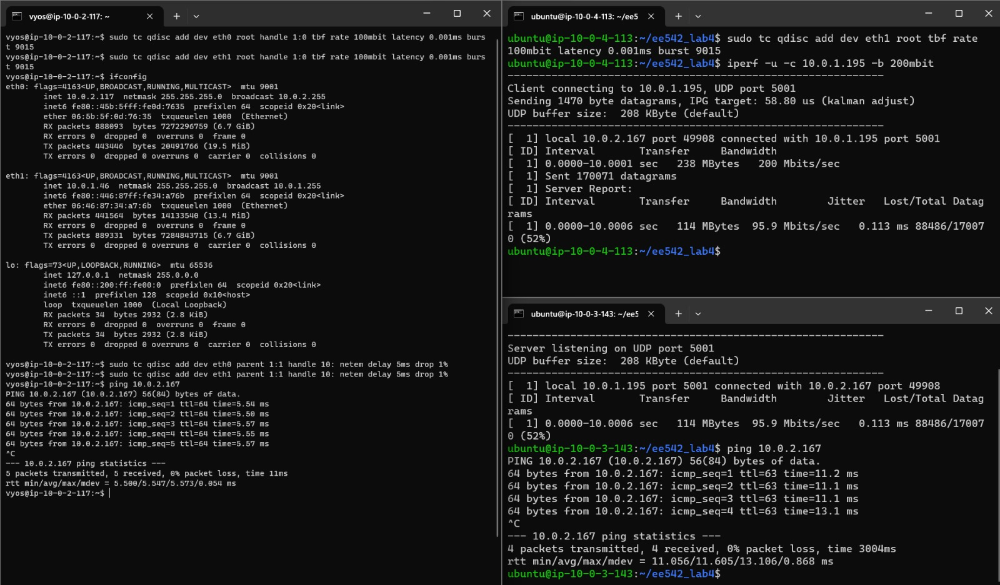 vyos@ip-10-0-2-117: ~
vyos@ip-10-0-2-117:~$ sudo tc qdisc add dev eth0 root handle 1:0 tbf rate 100mbit latency 0.001ms burs
t 9015
vyos@ip-10-0-2-117:~$ sudo tc qdisc add dev eth1 root handle 1:0 tbf rate 100mbit latency 0.001ms burs
t 9015
vyos@ip-10-0-2-117:~$ ifconfig
eth0: flags=4163<UP,BROADCAST,RUNNING,MULTICAST>  mtu 9001
        inet 10.0.2.117  netmask 255.255.255.0  broadcast 10.0.2.255
        inet6 fe80::45b:5fff:fe0d:7635  prefixlen 64  scopeid 0x20<link>
        ether 06:5b:5f:0d:76:35  txqueuelen 1000  (Ethernet)
        RX packets 888093  bytes 7272296759 (6.7 GiB)
        RX errors 0  dropped 0  overruns 0  frame 0
        TX packets 443446  bytes 20491766 (19.5 MiB)
        TX errors 0  dropped 0 overruns 0  carrier 0  collisions 0
eth1: flags=4163<UP,BROADCAST,RUNNING,MULTICAST>  mtu 9001
        inet 10.0.1.46  netmask 255.255.255.0  broadcast 10.0.1.255
        inet6 fe80::446:87ff:fe34:a76b  prefixlen 64  scopeid 0x20<link>
        ether 06:46:87:34:a7:6b  txqueuelen 1000  (Ethernet)
        RX packets 441564  bytes 14133540 (13.4 MiB)
        RX errors 0  dropped 0  overruns 0  frame 0
        TX packets 889331  bytes 7284843715 (6.7 GiB)
        TX errors 0  dropped 0 overruns 0  carrier 0  collisions 0
lo: flags=73<UP,LOOPBACK,RUNNING>  mtu 65536
        inet 127.0.0.1  netmask 255.0.0.0
        inet6 fe80::200:ff:fe00:0  prefixlen 64  scopeid 0x20<link>
        inet6 ::1  prefixlen 128  scopeid 0x10<host>
        loop  txqueuelen 1000  (Local Loopback)
        RX packets 34  bytes 2932 (2.8 KiB)
        RX errors 0  dropped 0  overruns 0  frame 0
        TX packets 34  bytes 2932 (2.8 KiB)
        TX errors 0  dropped 0 overruns 0  carrier 0  collisions 0
vyos@ip-10-0-2-117:~$ sudo tc qdisc add dev eth0 parent 1:1 handle 10: netem delay 5ms drop 1%
vyos@ip-10-0-2-117:~$ sudo tc qdisc add dev eth1 parent 1:1 handle 10: netem delay 5ms drop 1%
vyos@ip-10-0-2-117:~$ ping 10.0.2.167
PING 10.0.2.167 (10.0.2.167) 56(84) bytes of data.
64 bytes from 10.0.2.167: icmp_seq=1 ttl=64 time=5.54 ms
64 bytes from 10.0.2.167: icmp_seq=2 ttl=64 time=5.50 ms
64 bytes from 10.0.2.167: icmp_seq=3 ttl=64 time=5.57 ms
64 bytes from 10.0.2.167: icmp_seq=4 ttl=64 time=5.55 ms
64 bytes from 10.0.2.167: icmp_seq=5 ttl=64 time=5.57 ms
^C
--- 10.0.2.167 ping statistics ---
5 packets transmitted, 5 received, 0% packet loss, time 11ms
rtt min/avg/max/mdev = 5.500/5.547/5.573/0.054 ms
vyos@ip-10-0-2-117:~$
ubuntu@ip-10-0-4-113: ~/ee5
ubuntu@ip-10-0-4-113:~/ee542_lab4$ sudo tc qdisc add dev eth1 root tbf rate
100mbit latency 0.001ms burst 9015
ubuntu@ip-10-0-4-113:~/ee542_lab4$ iperf -u -c 10.0.1.195 -b 200mbit
------------------------------------------------------------
Client connecting to 10.0.1.195, UDP port 5001
Sending 1470 byte datagrams, IPG target: 58.80 us (kalman adjust)
UDP buffer size:  208 KByte (default)
------------------------------------------------------------
[  1] local 10.0.2.167 port 49908 connected with 10.0.1.195 port 5001
[ ID] Interval       Transfer     Bandwidth
[  1] 0.0000-10.0001 sec   238 MBytes   200 Mbits/sec
[  1] Sent 170071 datagrams
[  1] Server Report:
[ ID] Interval       Transfer     Bandwidth        Jitter   Lost/Total Datag
rams
[  1] 0.0000-10.0006 sec   114 MBytes  95.9 Mbits/sec   0.113 ms 88486/17007
0 (52%)
ubuntu@ip-10-0-4-113:~/ee542_lab4$
ubuntu@ip-10-0-3-143: ~/ee5
------------------------------------------------------------
Server listening on UDP port 5001
UDP buffer size:  208 KByte (default)
------------------------------------------------------------
[  1] local 10.0.1.195 port 5001 connected with 10.0.2.167 port 49908
[ ID] Interval       Transfer     Bandwidth        Jitter   Lost/Total Datag
rams
[  1] 0.0000-10.0006 sec   114 MBytes  95.9 Mbits/sec   0.113 ms 88486/17007
0 (52%)
ubuntu@ip-10-0-3-143:~/ee542_lab4$ ping 10.0.2.167
PING 10.0.2.167 (10.0.2.167) 56(84) bytes of data.
64 bytes from 10.0.2.167: icmp_seq=1 ttl=63 time=11.2 ms
64 bytes from 10.0.2.167: icmp_seq=2 ttl=63 time=11.1 ms
64 bytes from 10.0.2.167: icmp_seq=3 ttl=63 time=11.1 ms
64 bytes from 10.0.2.167: icmp_seq=4 ttl=63 time=13.1 ms
^C
--- 10.0.2.167 ping statistics ---
4 packets transmitted, 4 received, 0% packet loss, time 3004ms
rtt min/avg/max/mdev = 11.056/11.605/13.106/0.868 ms
ubuntu@ip-10-0-3-143:~/ee542_lab4$